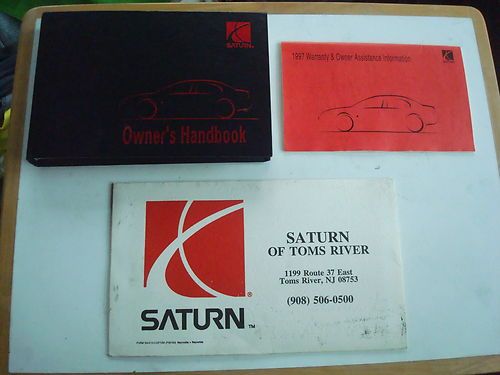 SATURN
Owner's Handbook
1997 Warranty & Owner Assistance Information
SATURN
SATURN™
SATURN
OF TOMS RIVER
1199 Route 37 East
Toms River, NJ 08753
(908) 506-0500